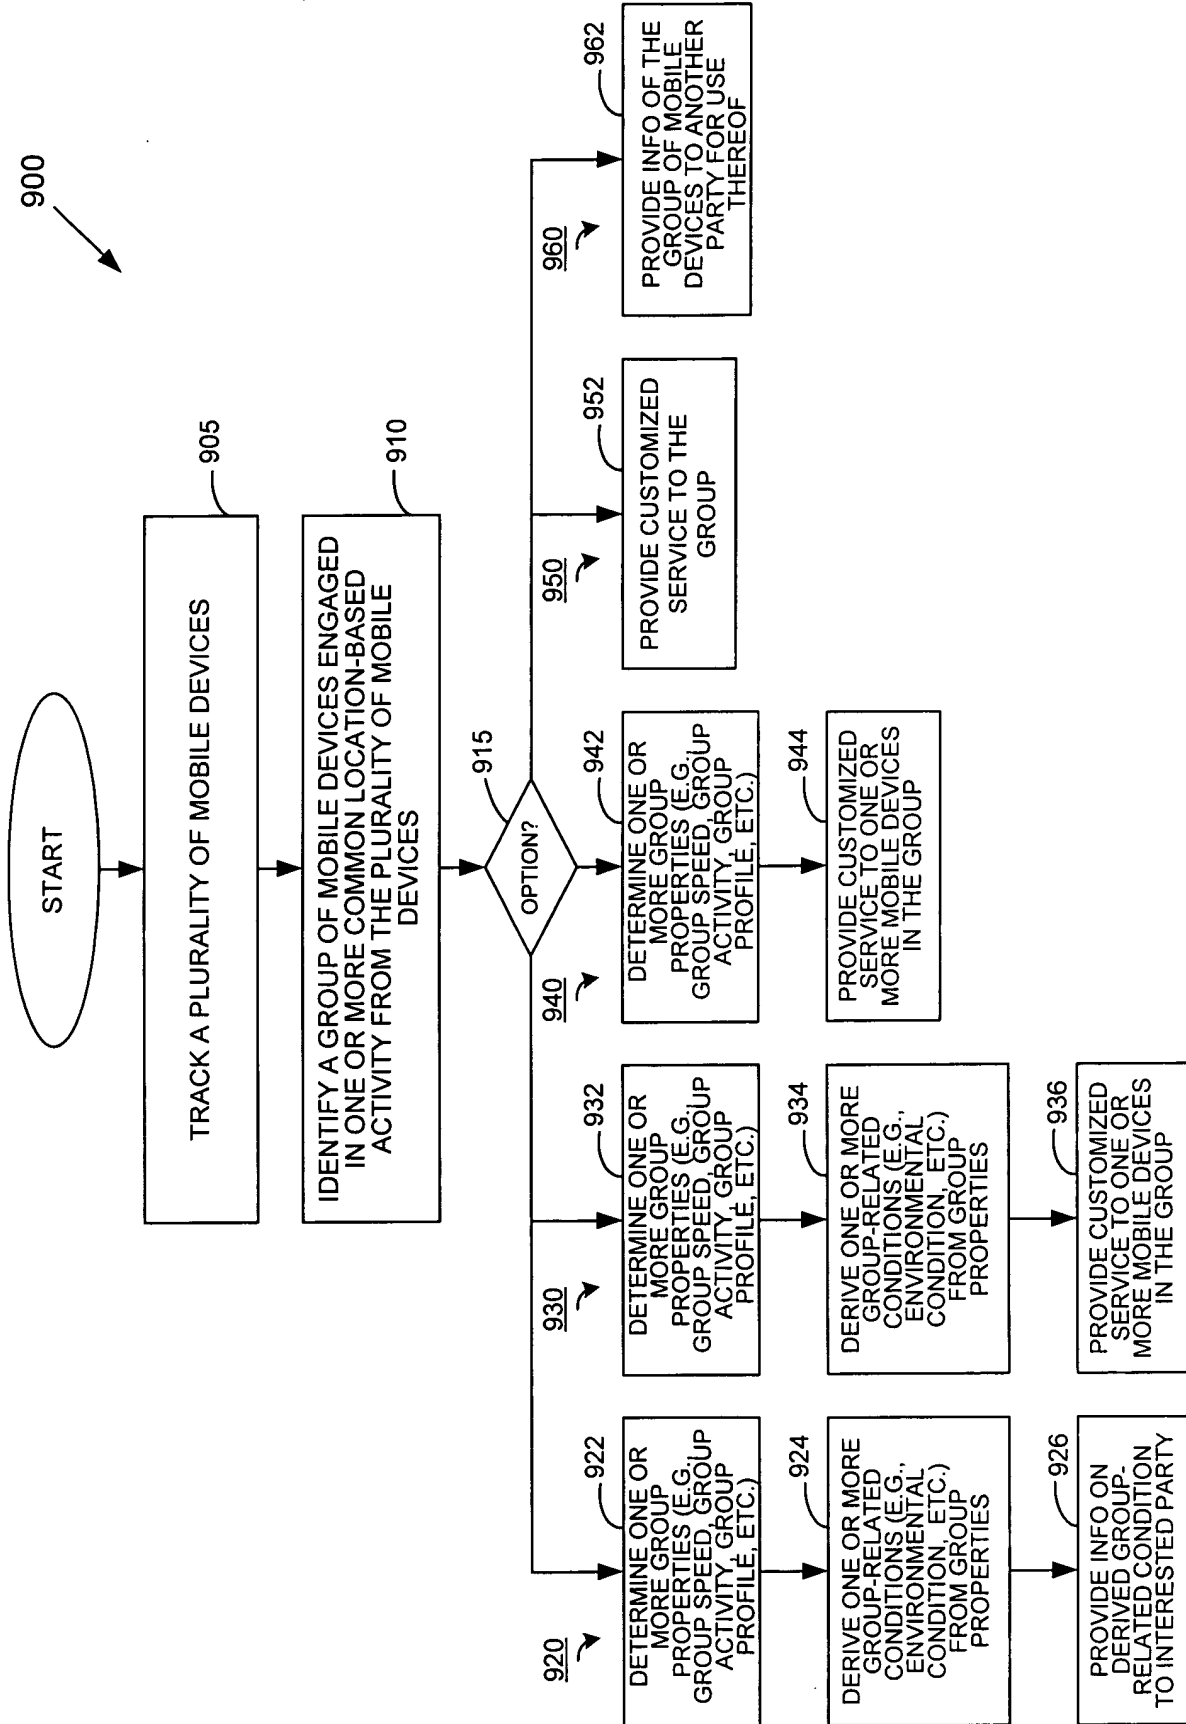 900
START
905
TRACK A PLURALITY OF MOBILE DEVICES
910
IDENTIFY A GROUP OF MOBILE DEVICES ENGAGED
IN ONE OR MORE COMMON LOCATION-BASED
ACTIVITY FROM THE PLURALITY OF MOBILE
DEVICES
915
OPTION?
920
922
DETERMINE ONE OR
MORE GROUP
PROPERTIES (E.G.,
GROUP SPEED, GROUP
ACTIVITY, GROUP
PROFILE, ETC.)
924
DERIVE ONE OR MORE
GROUP-RELATED
CONDITIONS (E.G.,
ENVIRONMENTAL
CONDITION, ETC.)
FROM GROUP
PROPERTIES
926
PROVIDE INFO ON
DERIVED GROUP-
RELATED CONDITION
TO INTERESTED PARTY
930
932
DETERMINE ONE OR
MORE GROUP
PROPERTIES (E.G.,
GROUP SPEED, GROUP
ACTIVITY, GROUP
PROFILE, ETC.)
934
DERIVE ONE OR MORE
GROUP-RELATED
CONDITIONS (E.G.,
ENVIRONMENTAL
CONDITION, ETC.)
FROM GROUP
PROPERTIES
936
PROVIDE CUSTOMIZED
SERVICE TO ONE OR
MORE MOBILE DEVICES
IN THE GROUP
940
942
DETERMINE ONE OR
MORE GROUP
PROPERTIES (E.G.,
GROUP SPEED, GROUP
ACTIVITY, GROUP
PROFILE, ETC.)
944
PROVIDE CUSTOMIZED
SERVICE TO ONE OR
MORE MOBILE DEVICES
IN THE GROUP
950
952
PROVIDE CUSTOMIZED
SERVICE TO THE
GROUP
960
962
PROVIDE INFO OF THE
GROUP OF MOBILE
DEVICES TO ANOTHER
PARTY FOR USE
THEREOF